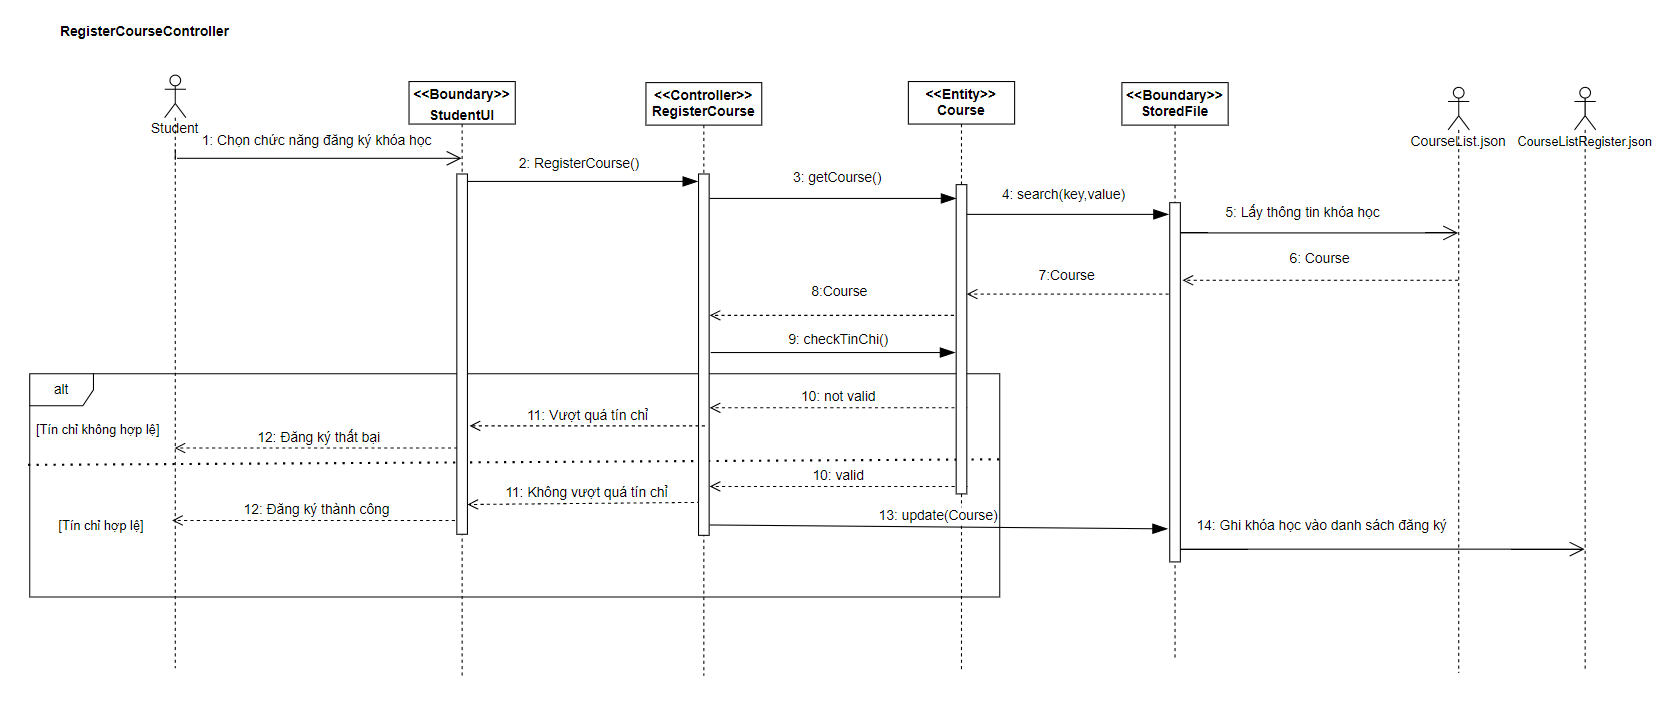 RegisterCourseController
Student
<<Boundary>>
StudentUI
<<Controller>>
RegisterCourse
<<Entity>>
Course
<<Boundary>>
StoredFile
CourseList.json
CourseListRegister.json
1: Chọn chức năng đăng ký khóa học
2: RegisterCourse()
3: getCourse()
4: search(key,value)
5: Lấy thông tin khóa học
6: Course
7:Course
8:Course
9: checkTinChi()
alt
[Tín chỉ không hợp lệ]
10: not valid
11: Vượt quá tín chỉ
12: Đăng ký thất bại
[Tín chỉ hợp lệ]
10: valid
11: Không vượt quá tín chỉ
12: Đăng ký thành công
13: update(Course)
14: Ghi khóa học vào danh sách đăng ký